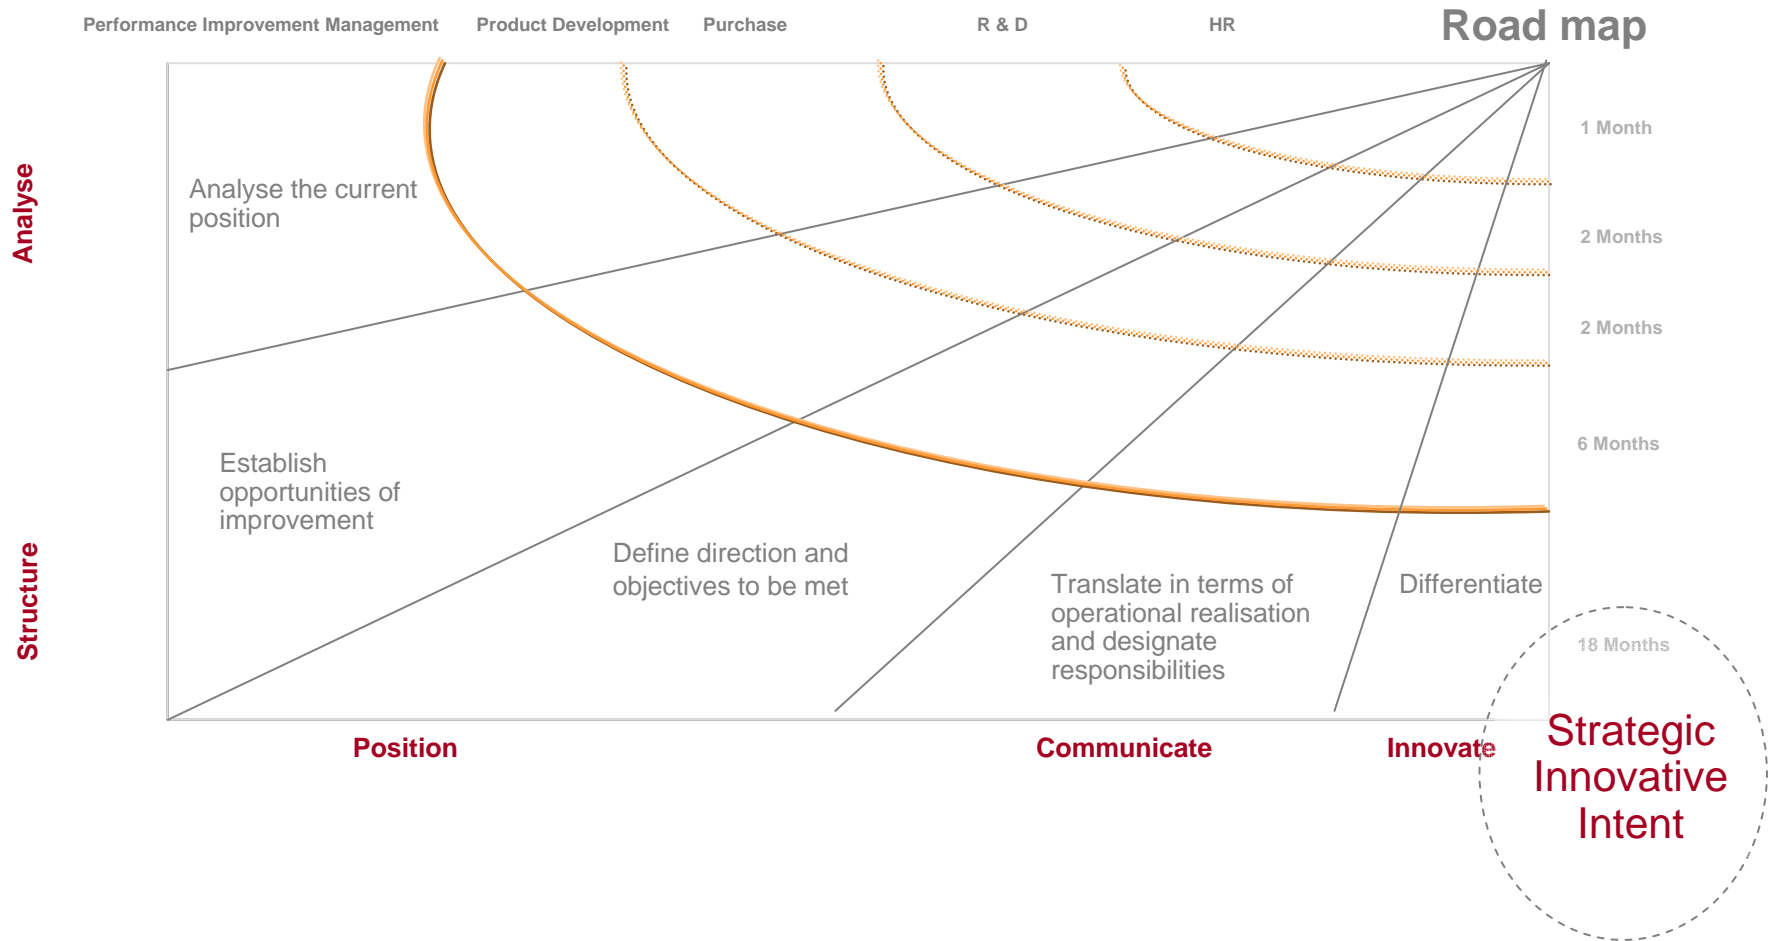 Performance Improvement Management
Product Development
Purchase
R & D
HR
Road map
1 Month
Analyse
Analyse the current
position
2 Months
2 Months
6 Months
Establish
opportunities of
improvement
Structure
Define direction and
objectives to be met
Translate in terms of
operational realisation
and designate
responsibilities
Differentiate
18 Months
Position
Communicate
Innovate
Strategic
Innovative
Intent